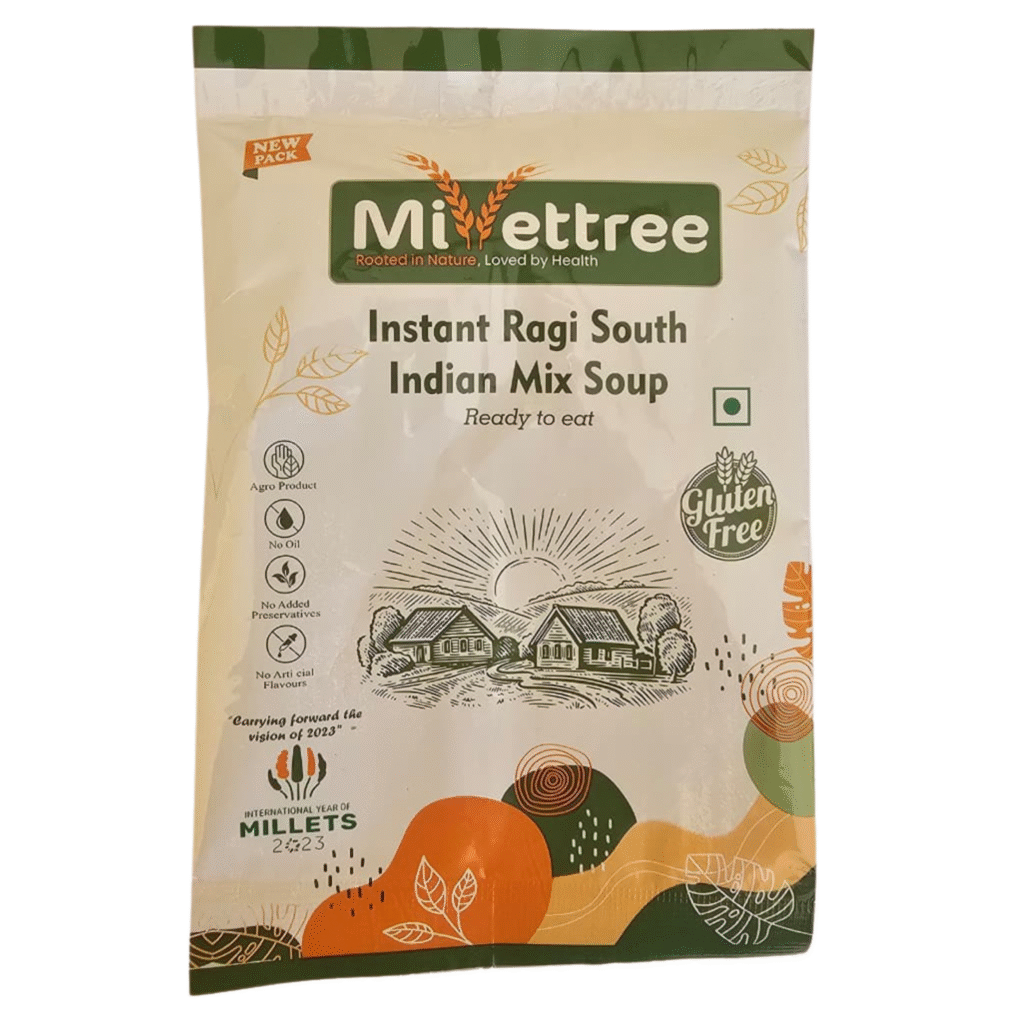 NEW
PACK
Millettree
Rooted in Nature, Loved by Health
Instant Ragi South
Indian Mix Soup
Ready to eat
Gluten
Free
Agro Product
No Oil
No Added
Preservatives
No Arti cial
Flavours
"Carrying forward the
vision of 2023"
INTERNATIONAL YEAR OF
MILLETS
2023